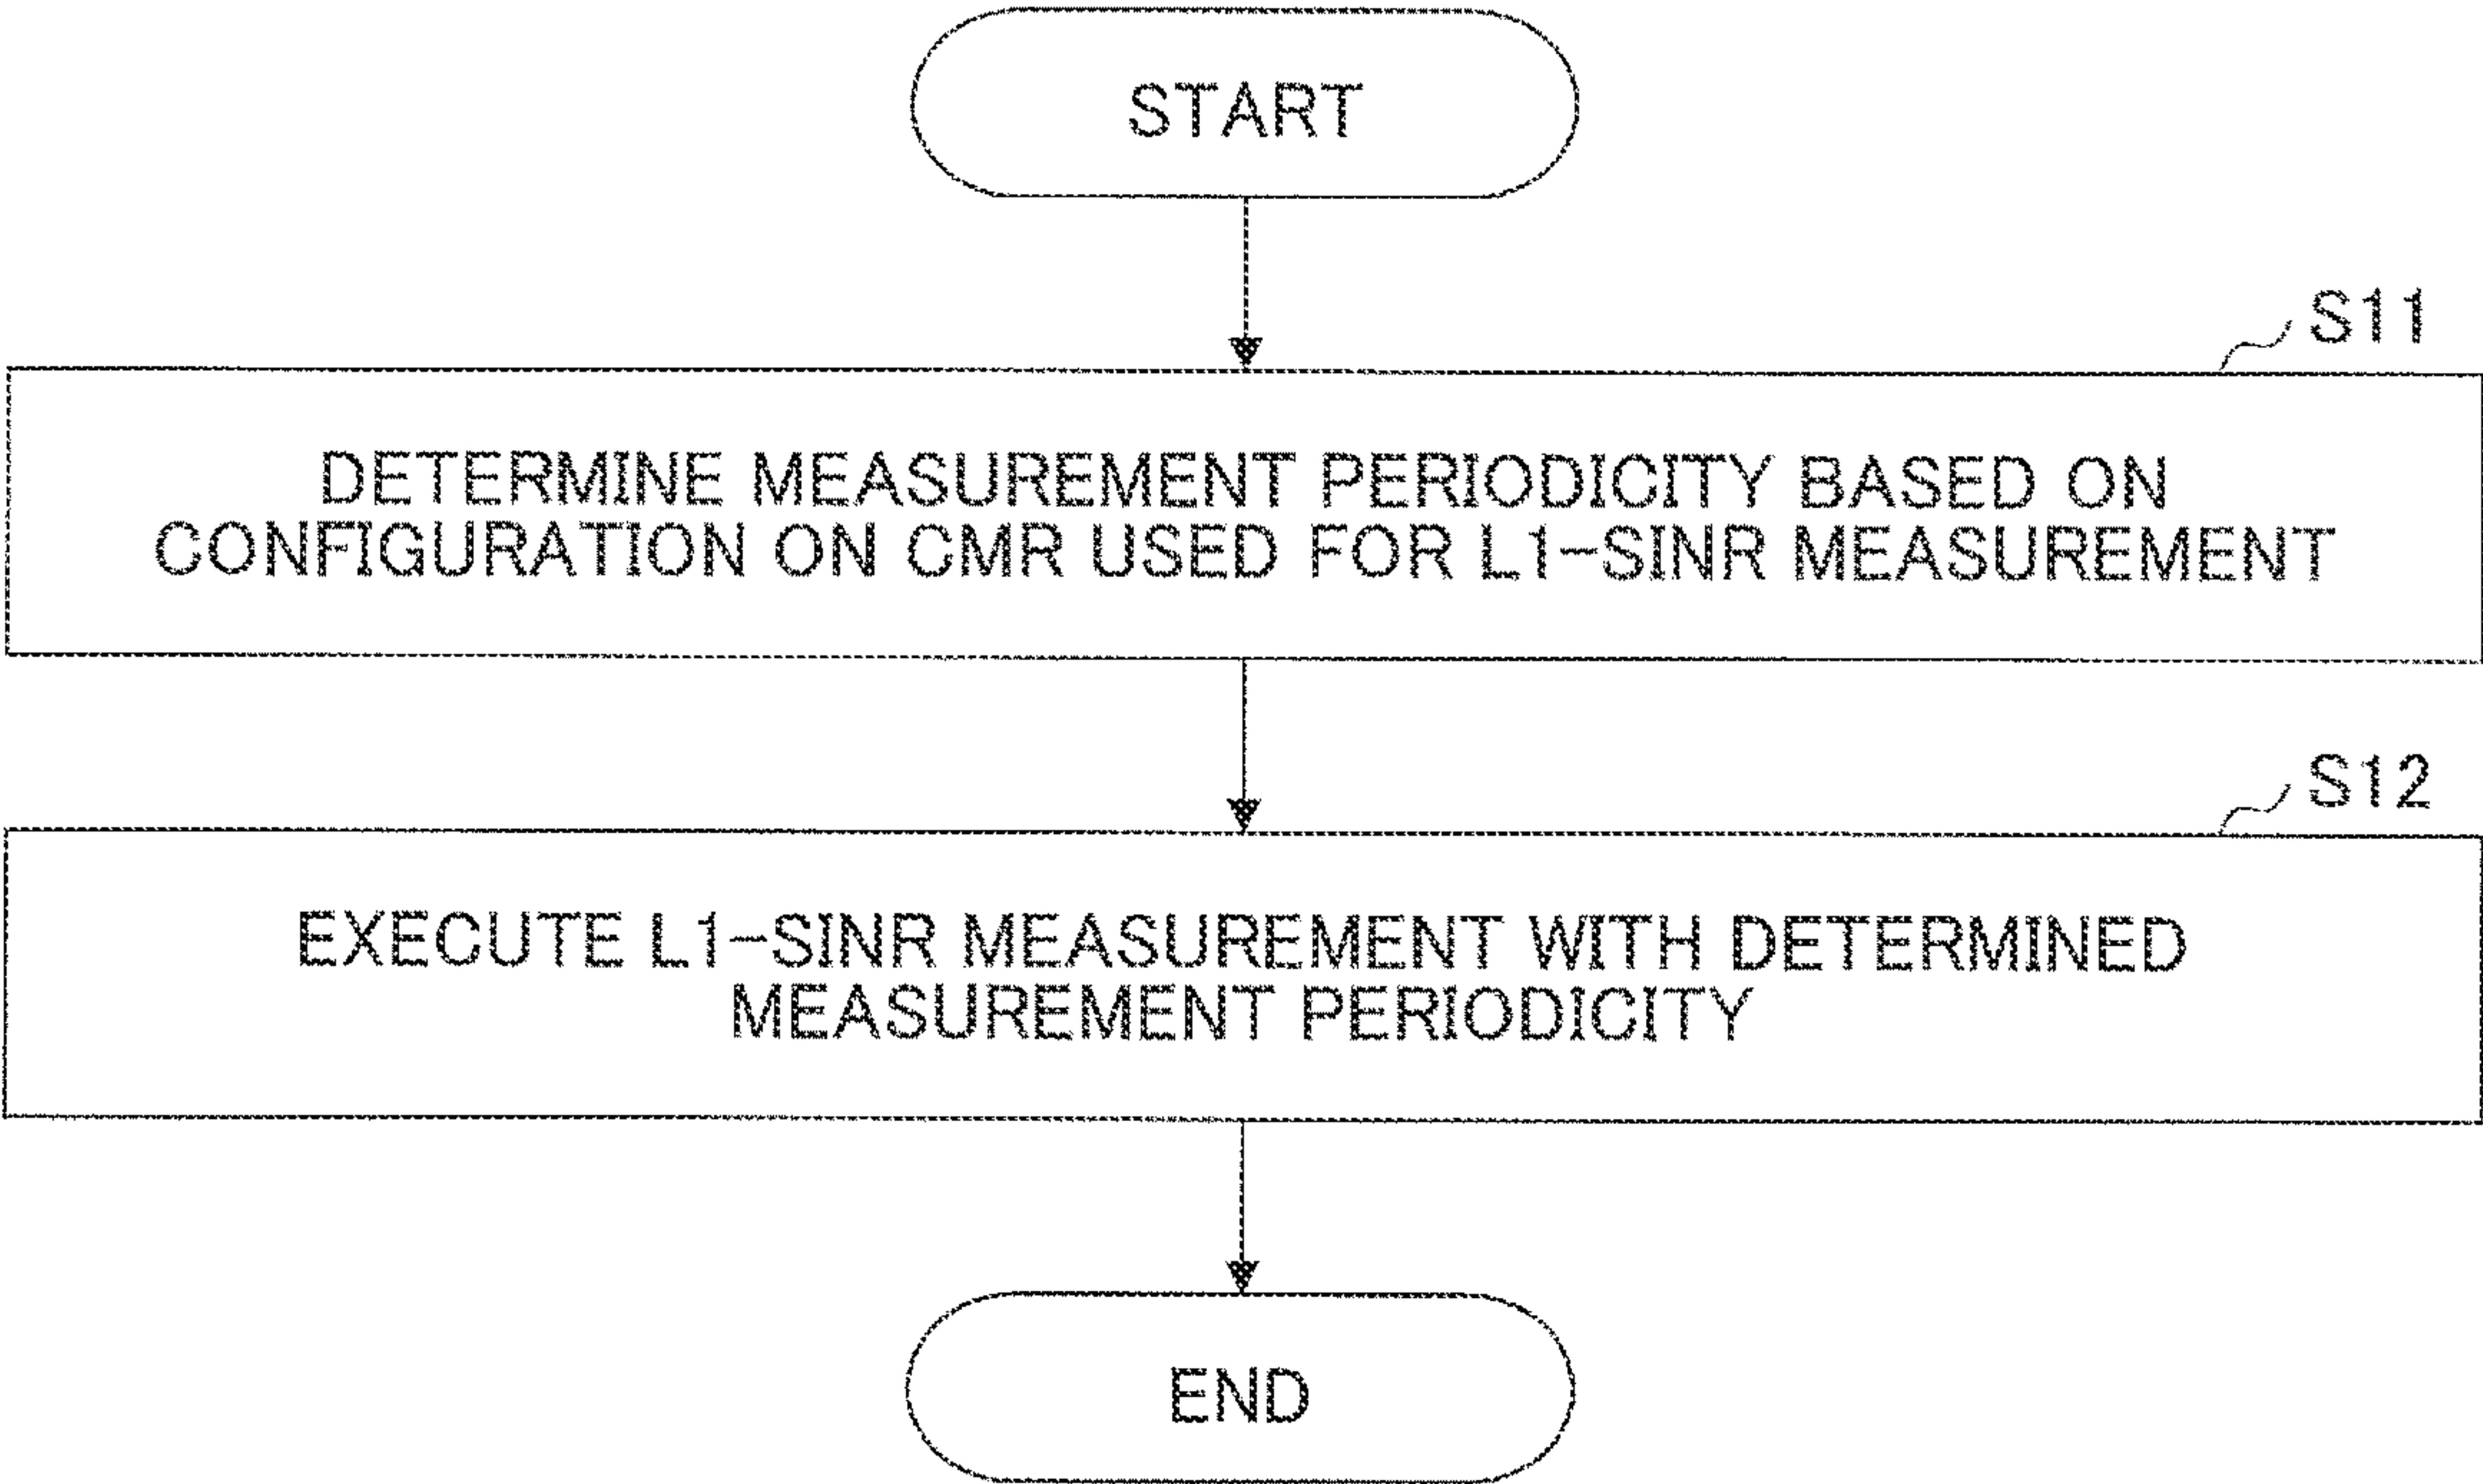 START
S11
DETERMINE MEASUREMENT PERIODICITY BASED ON
CONFIGURATION ON CMR USED FOR L1-SINR MEASUREMENT
S12
EXECUTE L1-SINR MEASUREMENT WITH DETERMINED
MEASUREMENT PERIODICITY
END